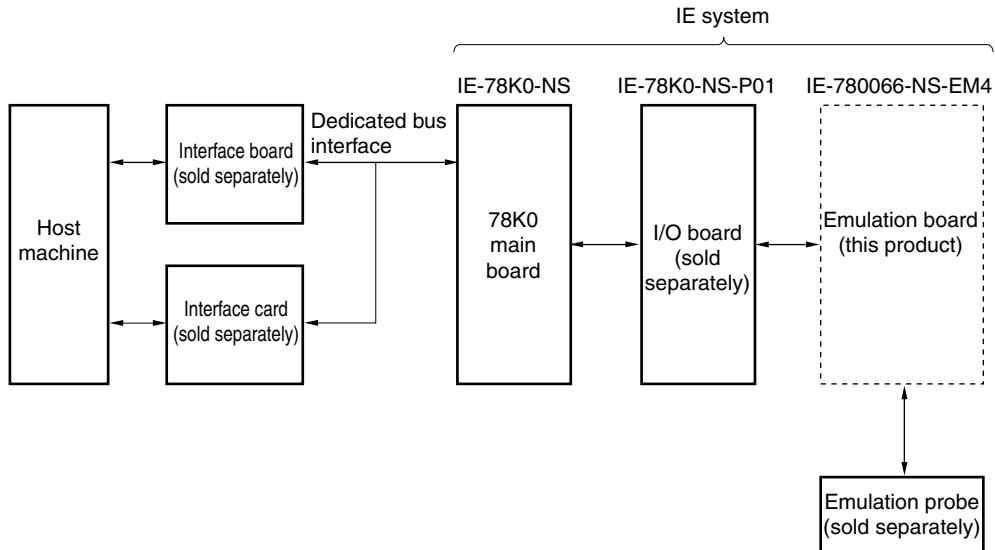 IE system
IE-78K0-NS
IE-78K0-NS-P01
IE-780066-NS-EM4
Host
machine
Interface board
(sold separately)
Dedicated bus
interface
Interface card
(sold separately)
78K0
main
board
I/O board
(sold
separately)
Emulation board
(this product)
Emulation probe
(sold separately)